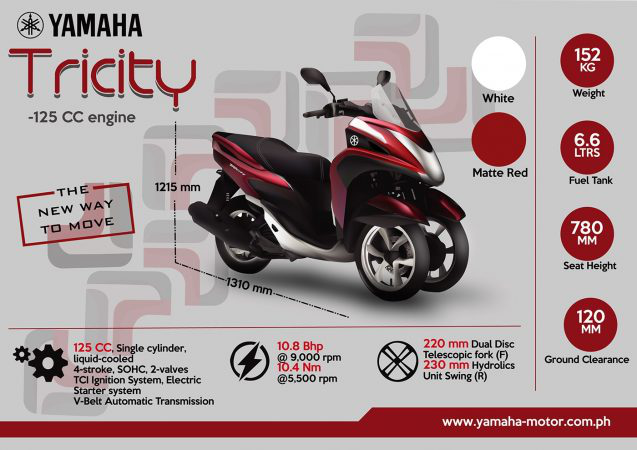 YAMAHA
Tricity
-125 CC engine
THE
NEW WAY
TO MOVE
1215 mm
1310 mm
White
Matte Red
152
KG
Weight
6.6
LTRS
Fuel Tank
780
MM
Seat Height
120
MM
Ground Clearance
125 CC, Single cylinder,
liquid-cooled
4-stroke, SOHC, 2-valves
TCI Ignition System, Electric
Starter system
V-Belt Automatic Transmission
10.8 Bhp
@ 9,000 rpm
10.4 Nm
@5,500 rpm
220 mm Dual Disc
Telescopic fork (F)
230 mm Hydrolics
Unit Swing (R)
www.yamaha-motor.com.ph